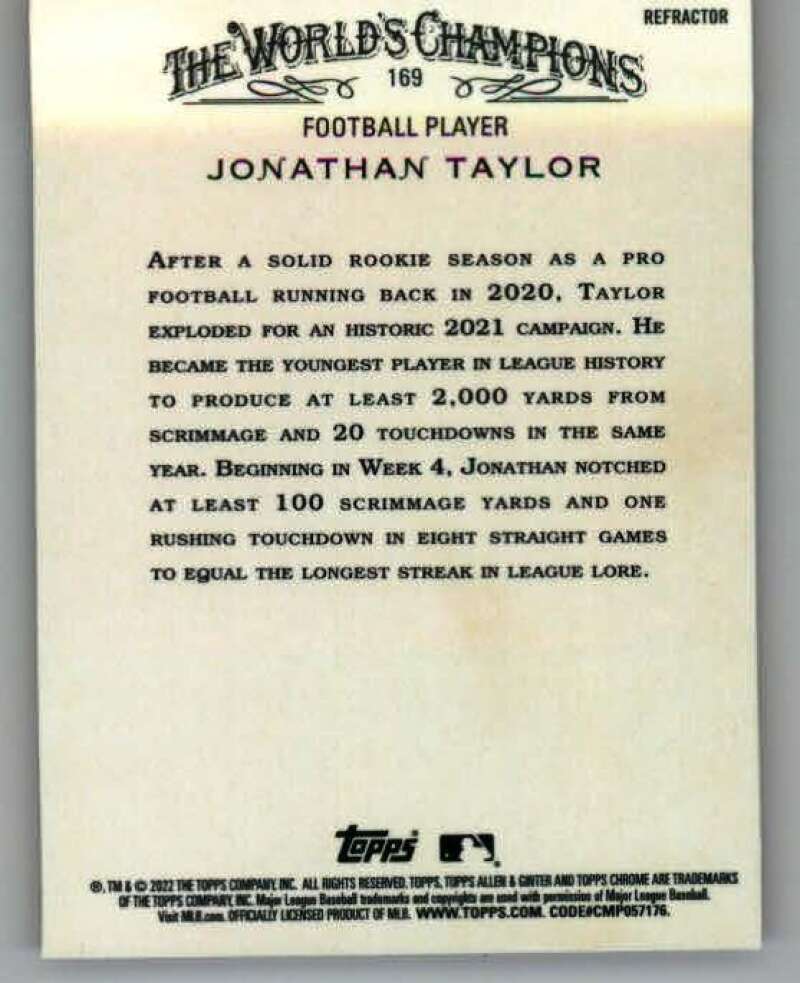 REFRACTOR
THE WORLD'S CHAMPIONS
169
FOOTBALL PLAYER
JONATHAN TAYLOR
AFTER A SOLID ROOKIE SEASON AS A PRO
FOOTBALL RUNNING BACK IN 2020, TAYLOR
EXPLODED FOR AN HISTORIC 2021 CAMPAIGN. HE
BECAME THE YOUNGEST PLAYER IN LEAGUE HISTORY
TO PRODUCE AT LEAST 2,000 YARDS FROM
SCRIMMAGE AND 20 TOUCHDOWNS IN THE SAME
YEAR. BEGINNING IN WEEK 4, JONATHAN NOTCHED
AT LEAST 100 SCRIMMAGE YARDS AND ONE
RUSHING TOUCHDOWN IN EIGHT STRAIGHT GAMES
TO EQUAL THE LONGEST STREAK IN LEAGUE LORE.
topps®
®, TM & © 2022 THE TOPPS COMPANY, INC. ALL RIGHTS RESERVED. TOPPS, TOPPS ALLEN & GINTER AND TOPPS CHROME ARE TRADEMARKS
OF THE TOPPS COMPANY, INC. Major League Baseball trademarks and copyrights are used with permission of Major League Baseball.
Visit MLB.com. OFFICIALLY LICENSED PRODUCT OF MLB. WWW.TOPPS.COM. CODE#CMP057176.